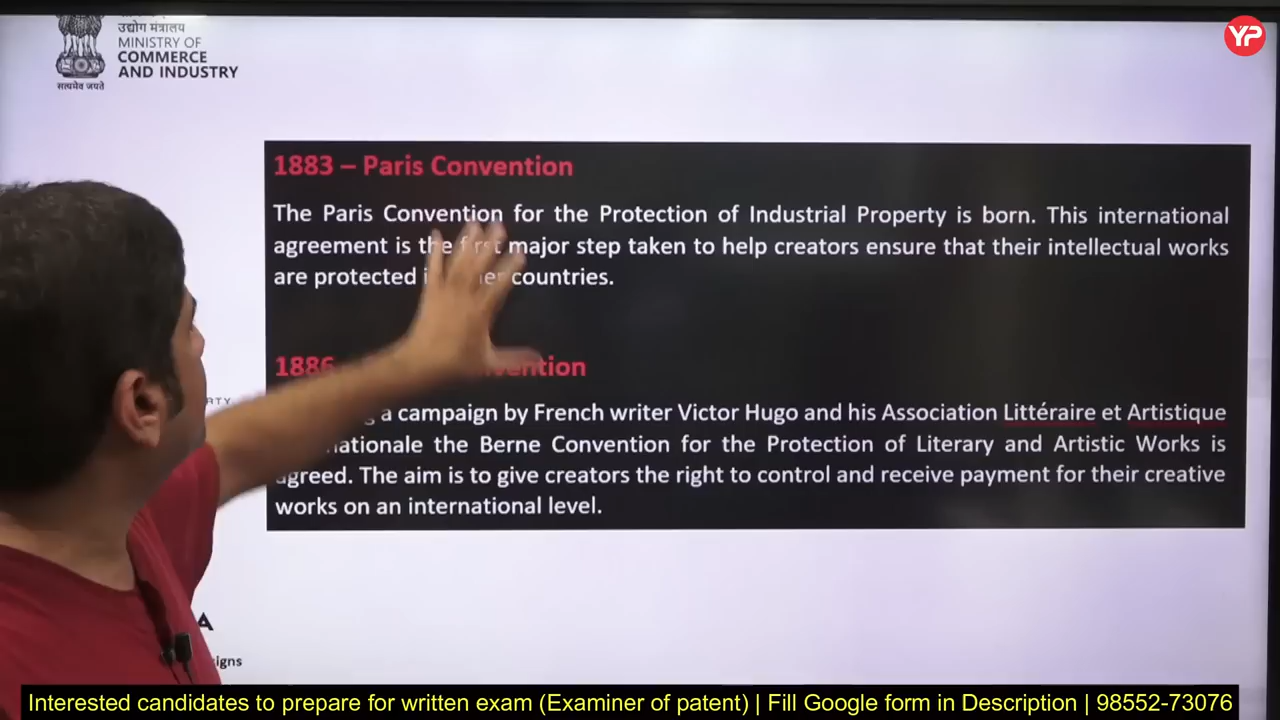 उद्योग मंत्रालय
MINISTRY OF
COMMERCE
AND INDUSTRY
सत्यमेव जयते
YP
1883 – Paris Convention
The Paris Convention for the Protection of Industrial Property is born. This international
agreement is the first major step taken to help creators ensure that their intellectual works
are protected countries.
1886
a campaign by French writer Victor Hugo and his Association Littéraire et Artistique
the Berne Convention for the Protection of Literary and Artistic Works is
agreed. The aim is to give creators the right to control and receive payment for their creative
works on an international level.
Interested candidates to prepare for written exam (Examiner of patent) | Fill Google form in Description | 98552-73076